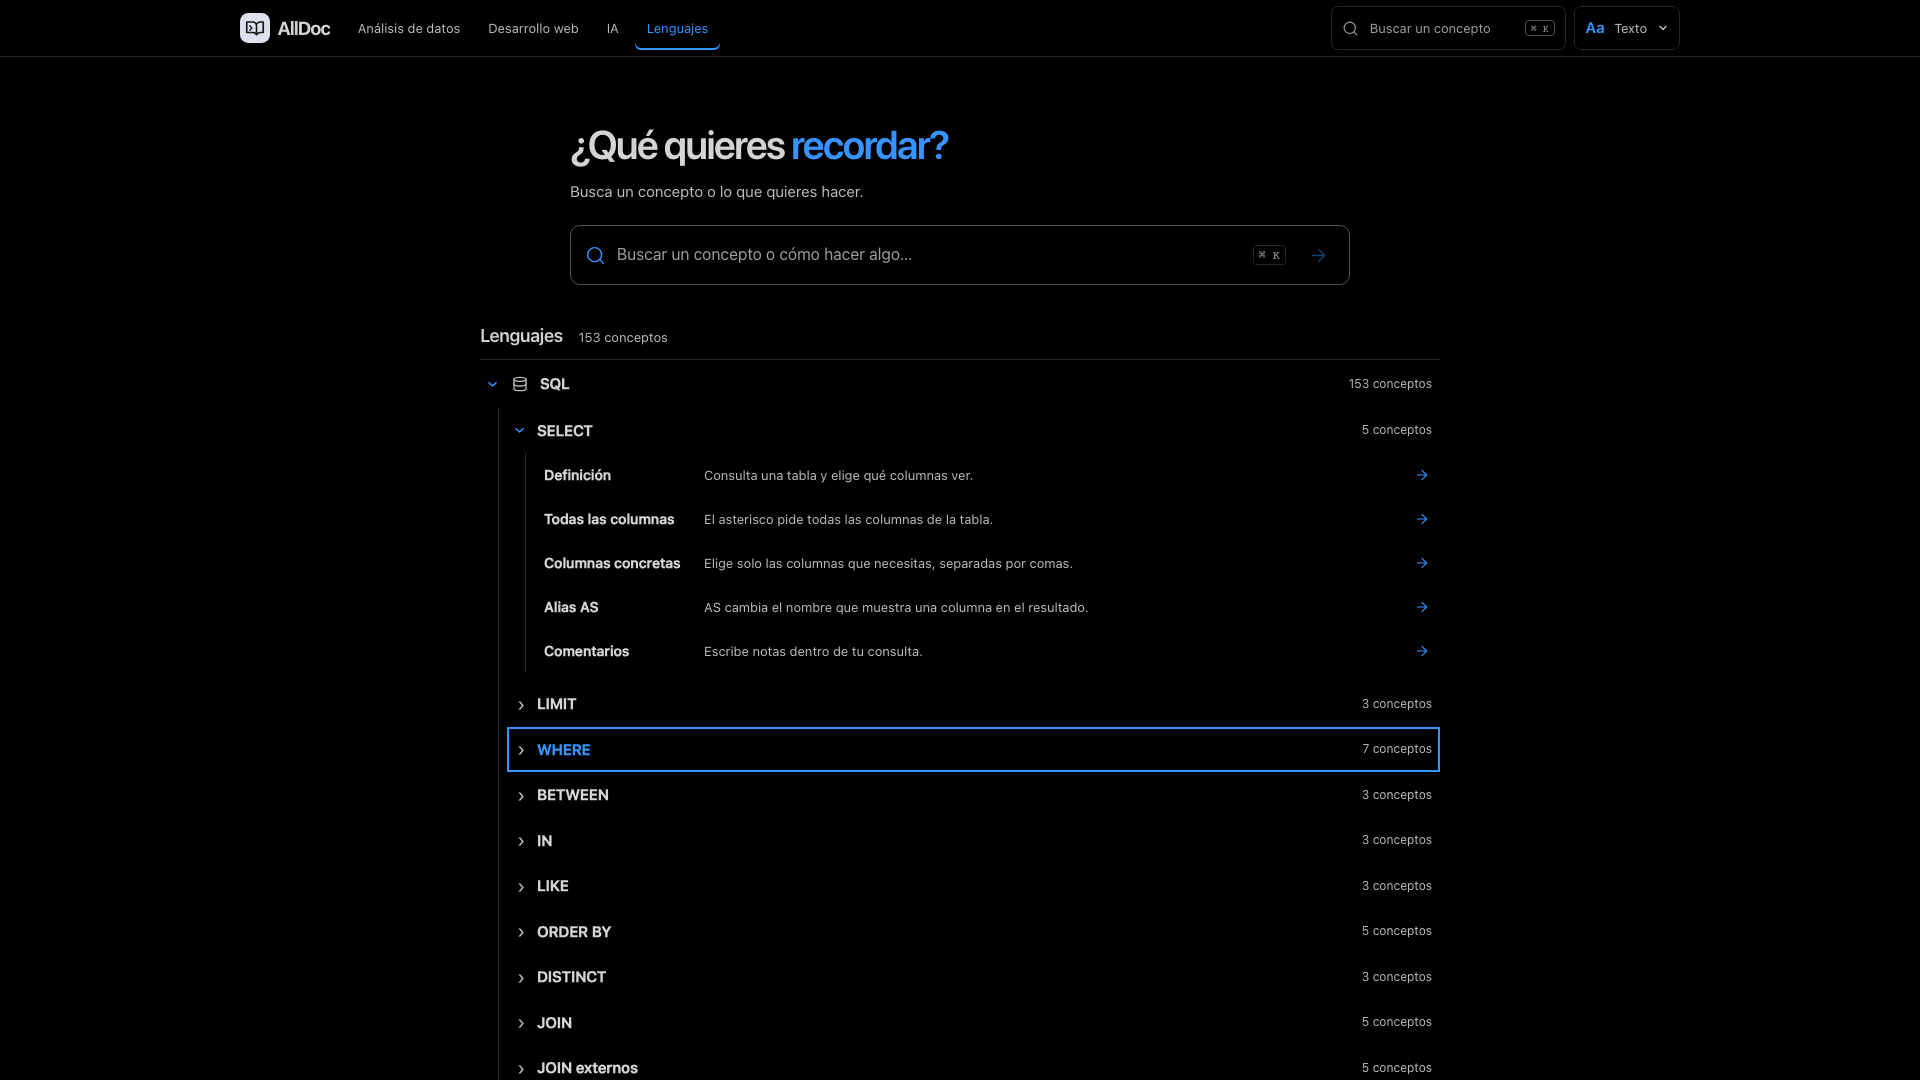 AllDoc Análisis de datos Desarrollo web IA Lenguajes Buscar un concepto ⌘ K Aa Texto
¿Qué quieres recordar?
Busca un concepto o lo que quieres hacer.
Buscar un concepto o cómo hacer algo... ⌘ K
Lenguajes 153 conceptos
SQL 153 conceptos
SELECT 5 conceptos
Definición Consulta una tabla y elige qué columnas ver.
Todas las columnas El asterisco pide todas las columnas de la tabla.
Columnas concretas Elige solo las columnas que necesitas, separadas por comas.
Alias AS AS cambia el nombre que muestra una columna en el resultado.
Comentarios Escribe notas dentro de tu consulta.
LIMIT 3 conceptos
WHERE 7 conceptos
BETWEEN 3 conceptos
IN 3 conceptos
LIKE 3 conceptos
ORDER BY 5 conceptos
DISTINCT 3 conceptos
JOIN 5 conceptos
JOIN externos 5 conceptos